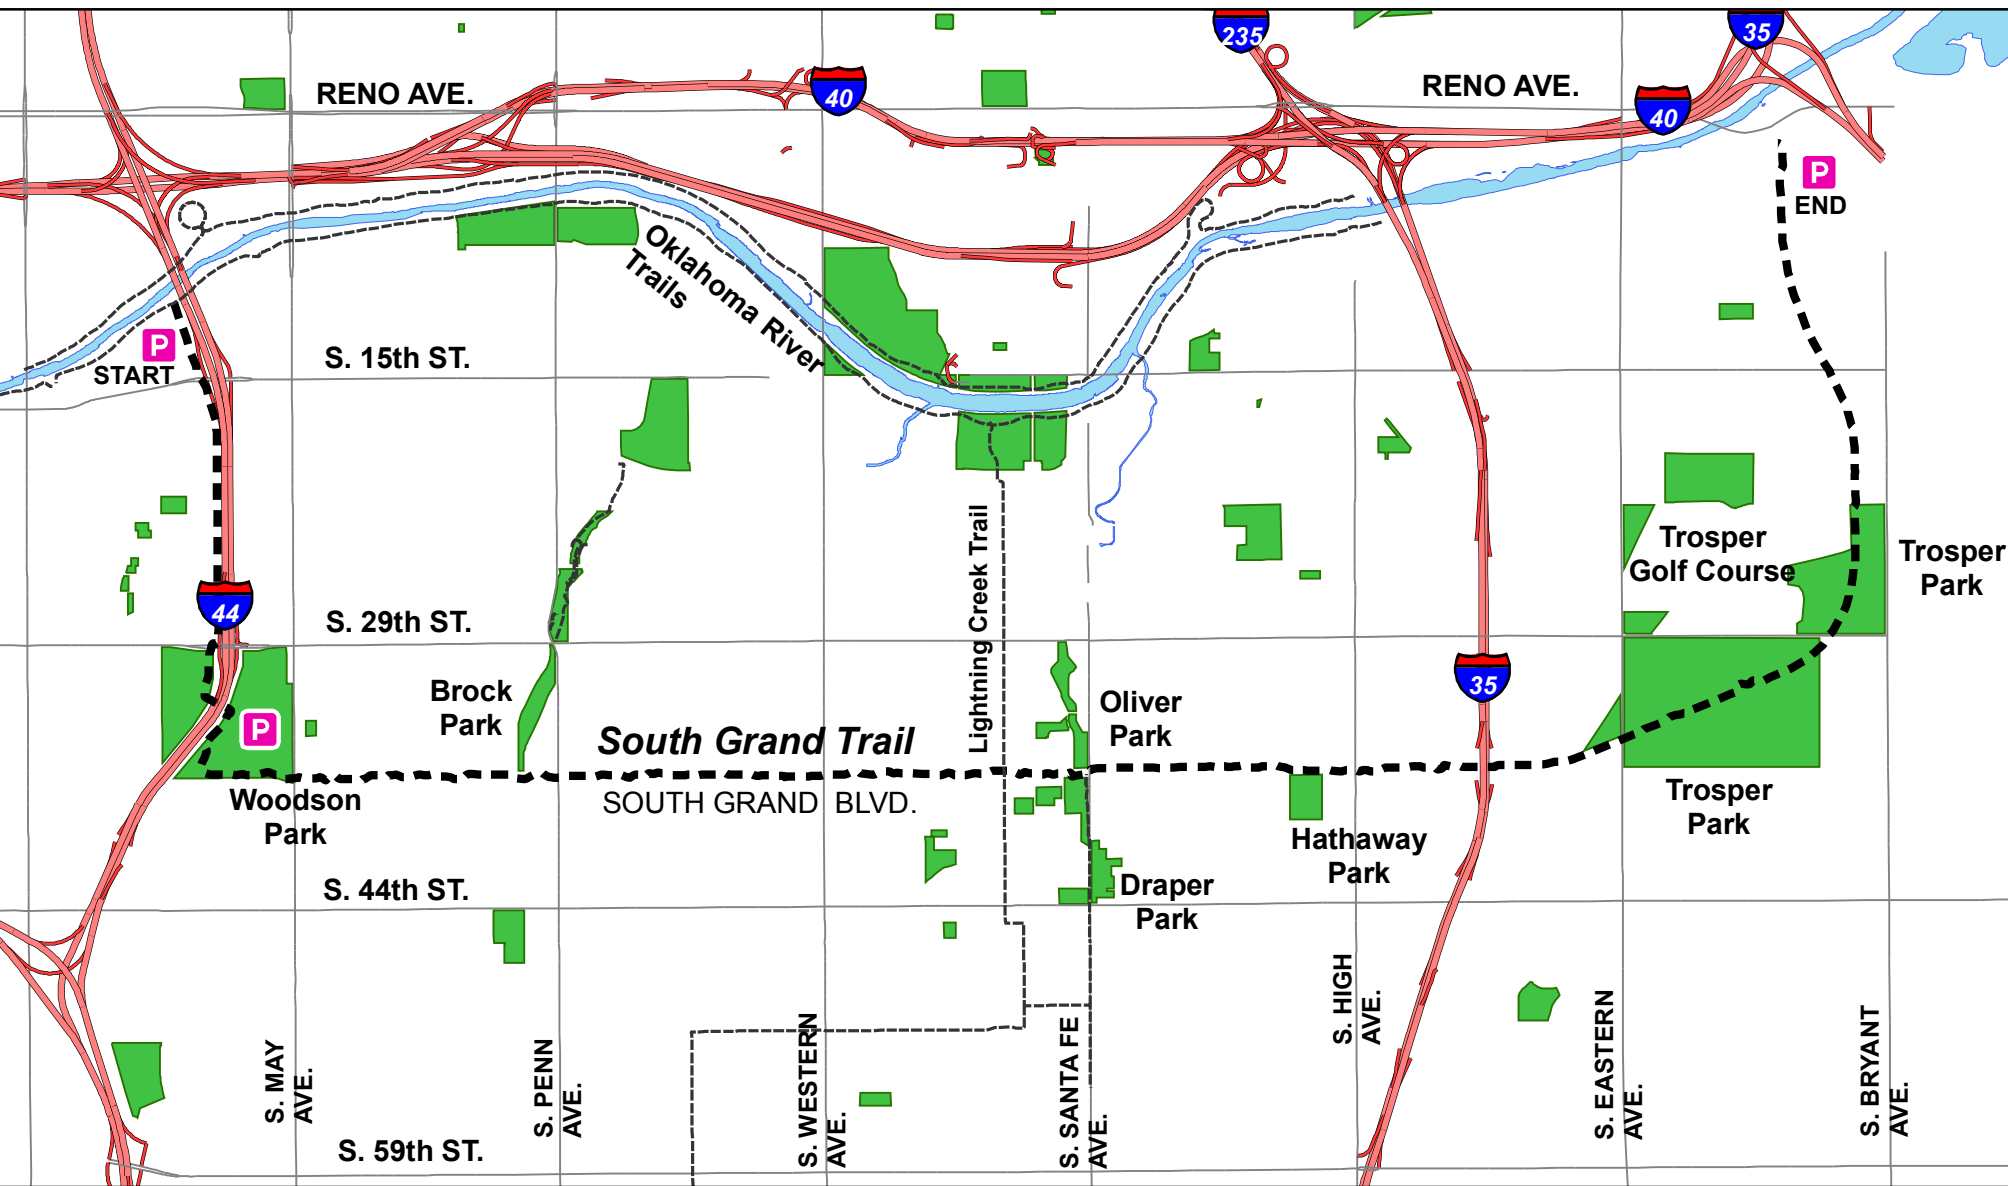 235
35
RENO AVE.
40
RENO AVE.
40
P
END
Oklahoma River
Trails
P
START
S. 15th ST.
Lightning Creek Trail
Trosper
Golf Course
Trosper
Park
44
S. 29th ST.
35
Brock
Park
Oliver
Park
P
South Grand Trail
SOUTH GRAND BLVD.
Woodson
Park
Trosper
Park
Hathaway
Park
S. 44th ST.
Draper
Park
S. MAY
AVE.
S. PENN
AVE.
S. WESTERN
AVE.
S. SANTA FE
AVE.
S. HIGH
AVE.
S. EASTERN
AVE.
S. BRYANT
AVE.
S. 59th ST.